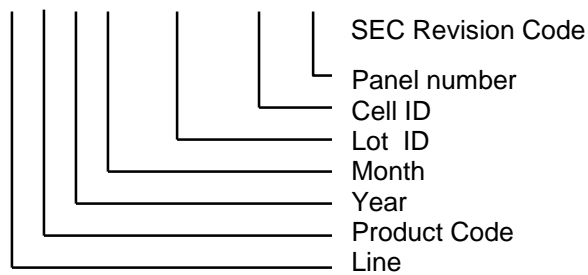 SEC Revision Code
Panel number
Cell ID
Lot ID
Month
Year
Product Code
Line